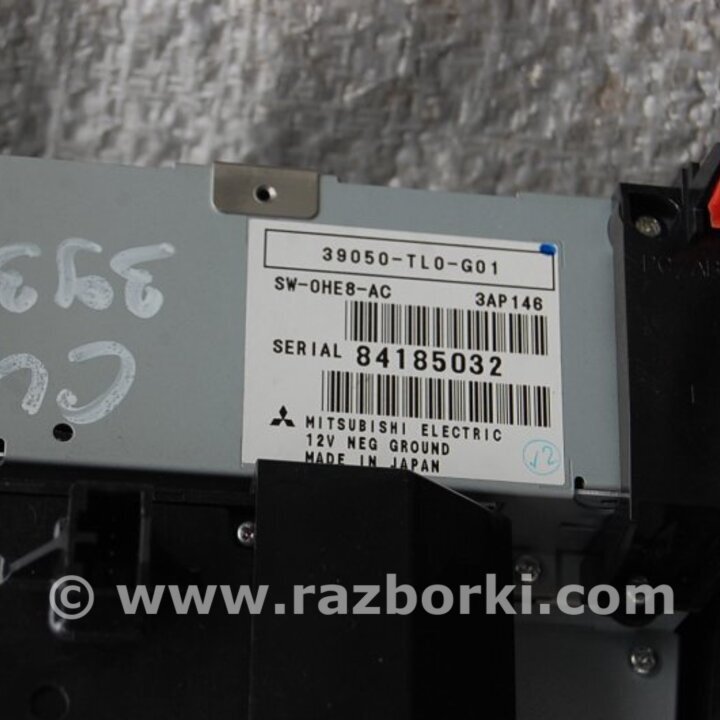 39050-TL0-G01
SW-0HE8-AC 3AP146
SERIAL 84185032
MITSUBISHI ELECTRIC
12V NEG GROUND
MADE IN JAPAN
© www.razborki.com